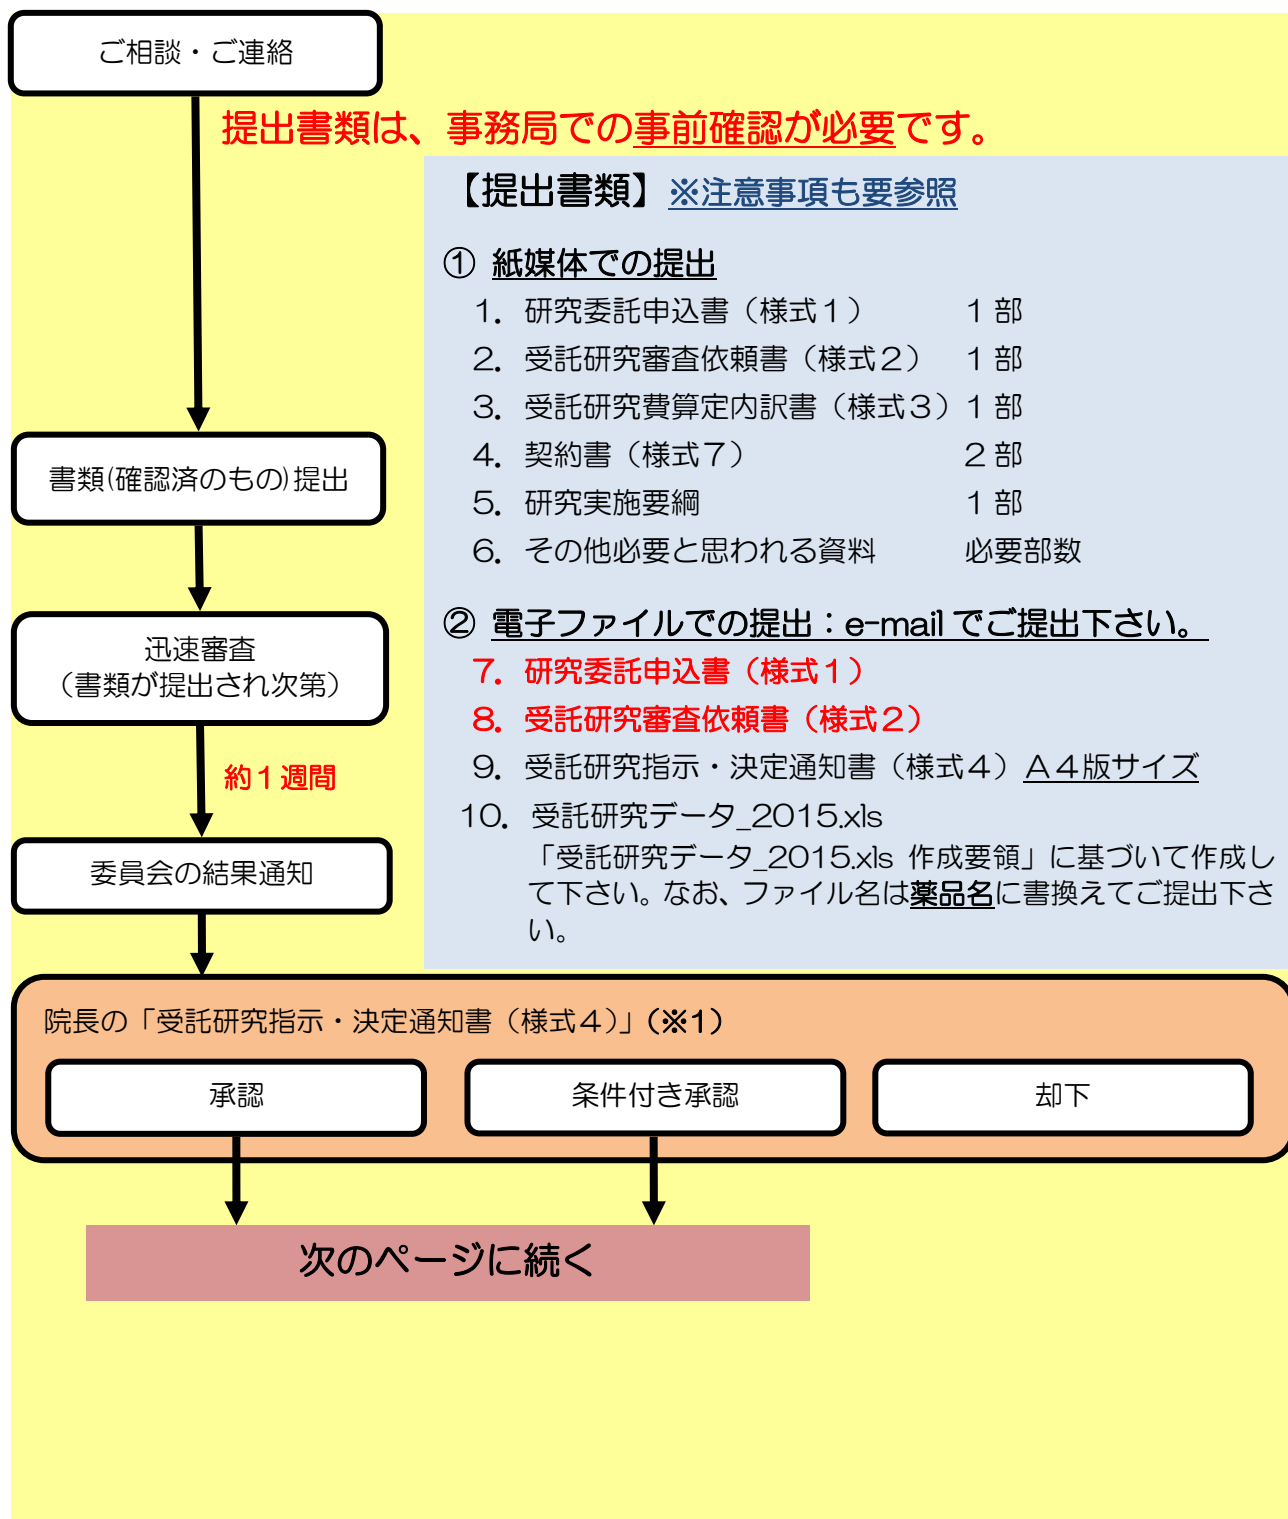 ご相談・ご連絡
提出書類は、事務局での事前確認が必要です。
【提出書類】※注意事項も要参照
① 紙媒体での提出
1. 研究委託申込書（様式１） １部
2. 受託研究審査依頼書（様式２） １部
3. 受託研究費算定内訳書（様式３） １部
4. 契約書（様式７） ２部
5. 研究実施要綱 １部
6. その他必要と思われる資料 必要部数
書類(確認済のもの)提出
② 電子ファイルでの提出：e-mail でご提出下さい。
7. 研究委託申込書（様式１）
8. 受託研究審査依頼書（様式２）
9. 受託研究指示・決定通知書（様式４）Ａ４版サイズ
10. 受託研究データ_2015.xls
「受託研究データ_2015.xls 作成要領」に基づいて作成し
て下さい。なお、ファイル名は薬品名に書換えてご提出下さ
い。
迅速審査
（書類が提出され次第）
約１週間
委員会の結果通知
院長の「受託研究指示・決定通知書（様式４）」（※1）
承認
条件付き承認
却下
次のページに続く